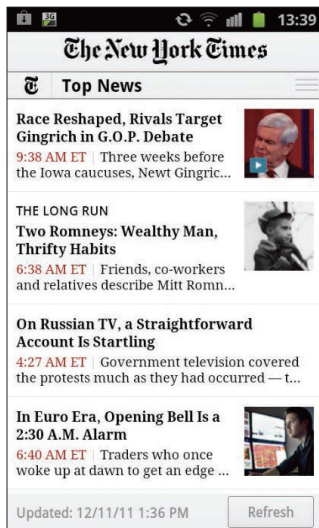 3G 13:39
The New York Times
T Top News
Race Reshaped, Rivals Target
Gingrich in G.O.P. Debate
9:38 AM ET | Three weeks before
the Iowa caucuses, Newt Gingric...
THE LONG RUN
Two Romneys: Wealthy Man,
Thrifty Habits
6:38 AM ET | Friends, co-workers
and relatives describe Mitt Romn...
On Russian TV, a Straightforward
Account Is Startling
4:27 AM ET | Government television covered
the protests much as they had occurred — t...
In Euro Era, Opening Bell Is a
2:30 A.M. Alarm
6:40 AM ET | Traders who once
woke up at dawn to get an edge ...
Updated: 12/11/11 1:36 PM Refresh